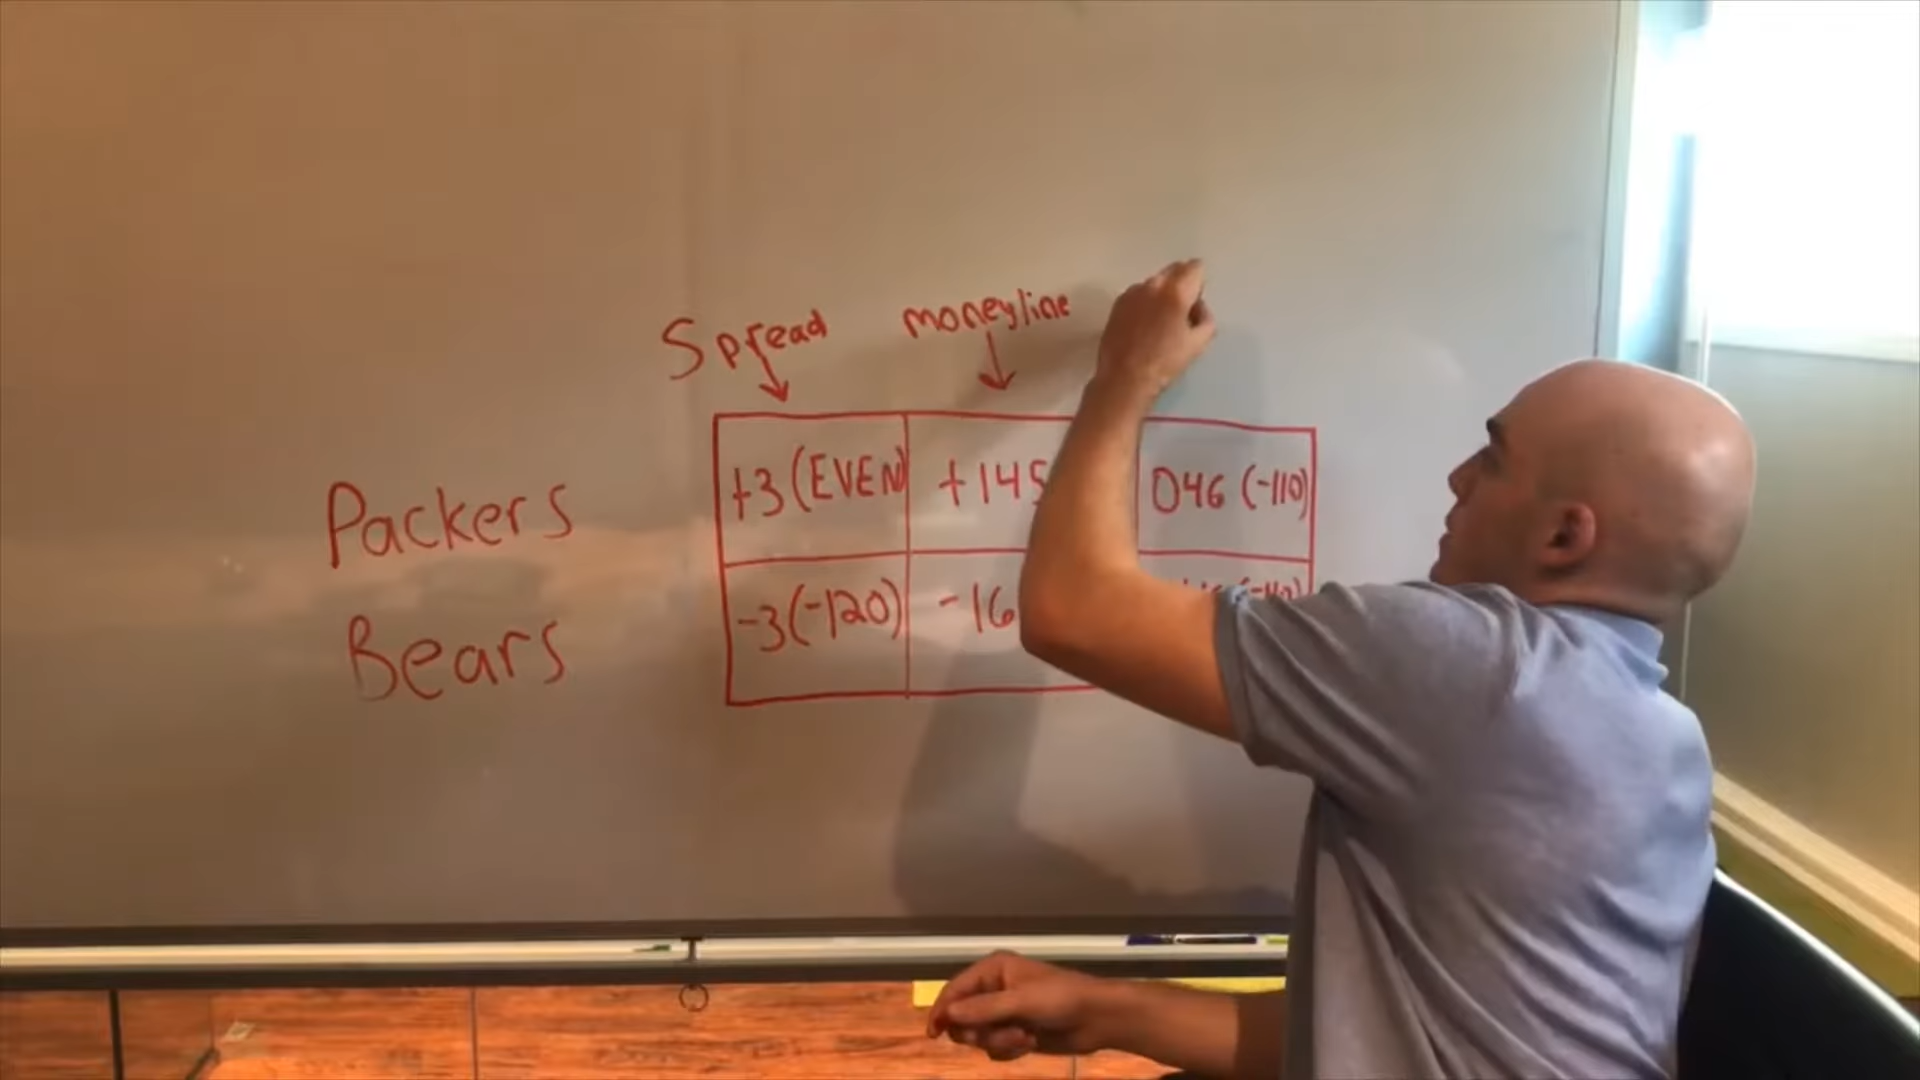 Spread moneyline
Packers +3 (EVEN) +145 O46 (-110)
Bears -3 (-120) -16